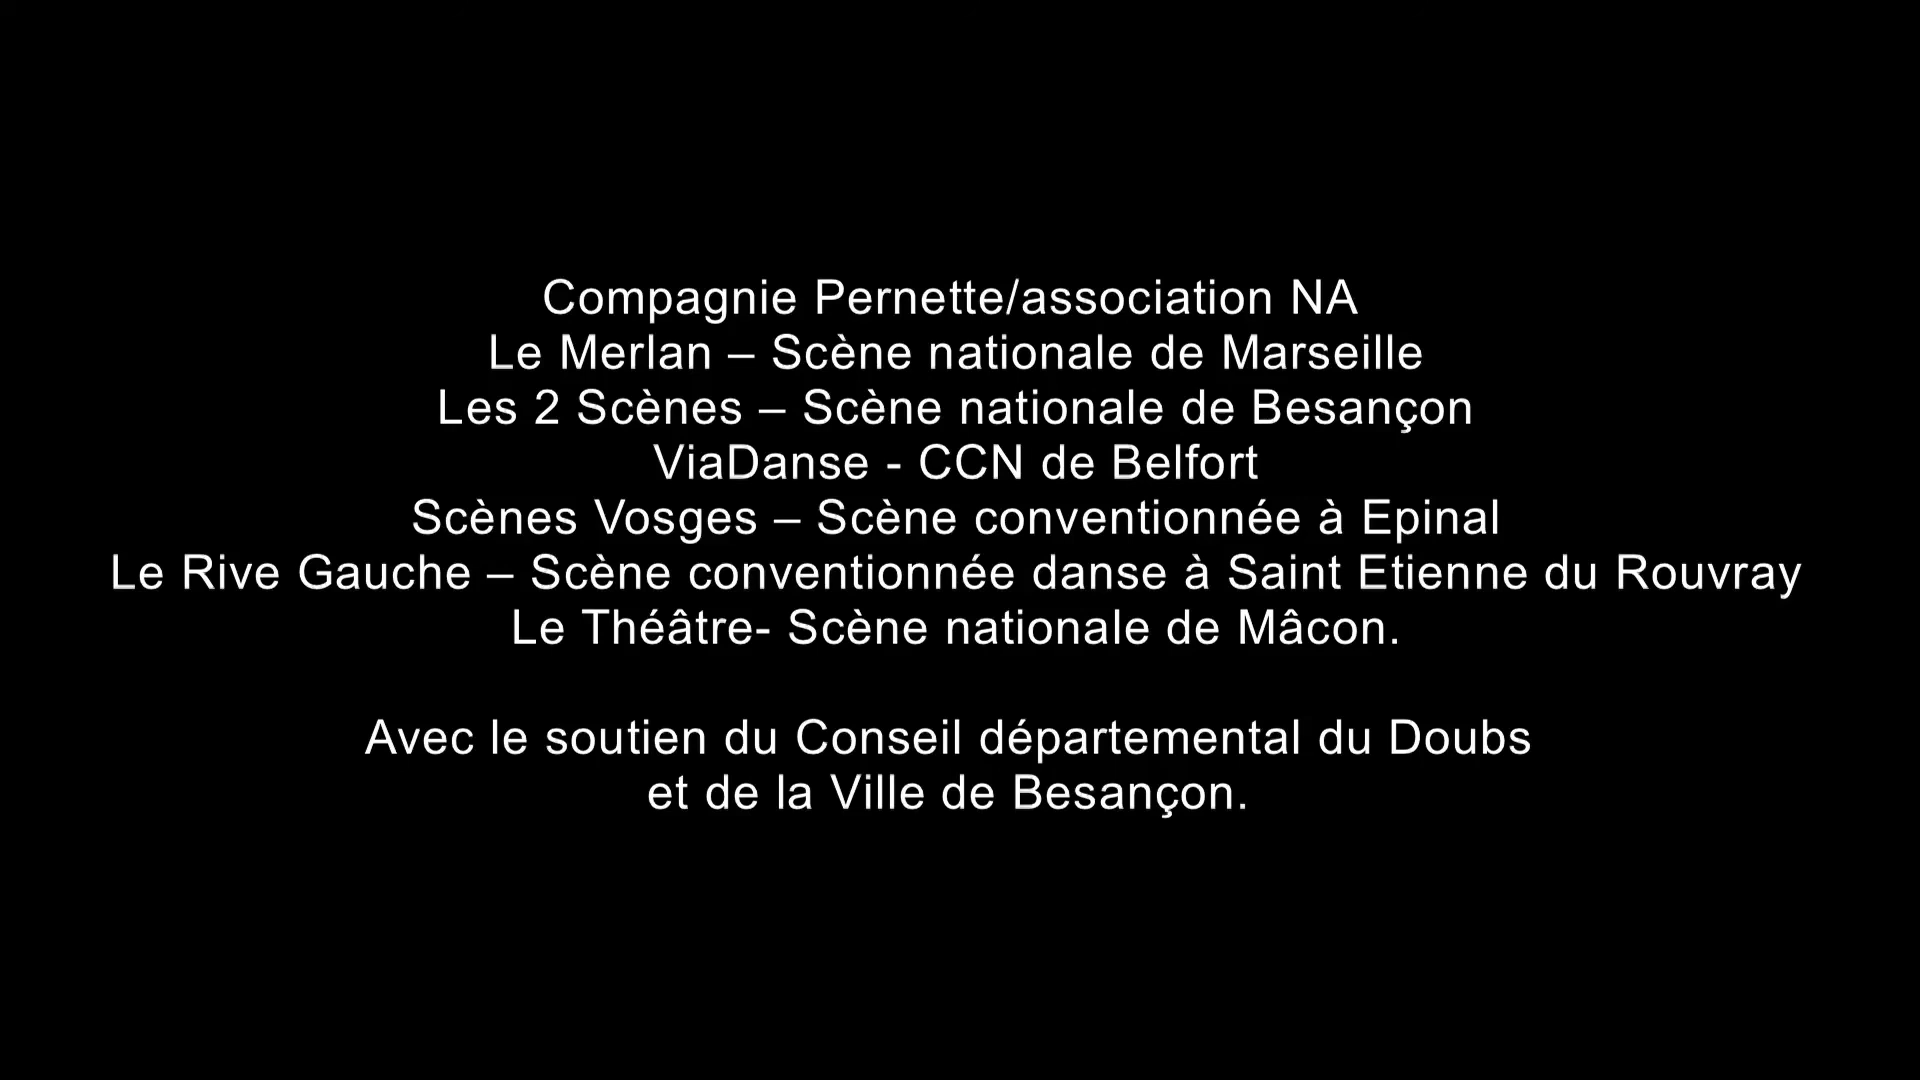 Compagnie Pernette/association NA
Le Merlan – Scène nationale de Marseille
Les 2 Scènes – Scène nationale de Besançon
ViaDanse - CCN de Belfort
Scènes Vosges – Scène conventionnée à Epinal
Le Rive Gauche – Scène conventionnée danse à Saint Etienne du Rouvray
Le Théâtre- Scène nationale de Mâcon.
Avec le soutien du Conseil départemental du Doubs
et de la Ville de Besançon.